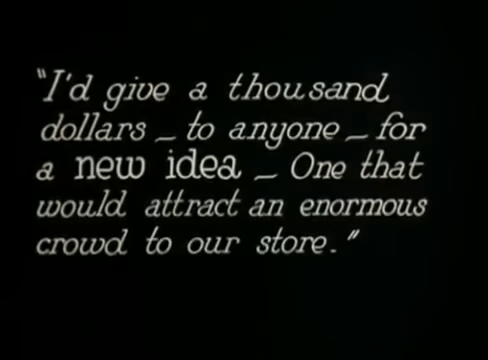 "I'd give a thousand
dollars – to anyone – for
a new idea – One that
would attract an enormous
crowd to our store."